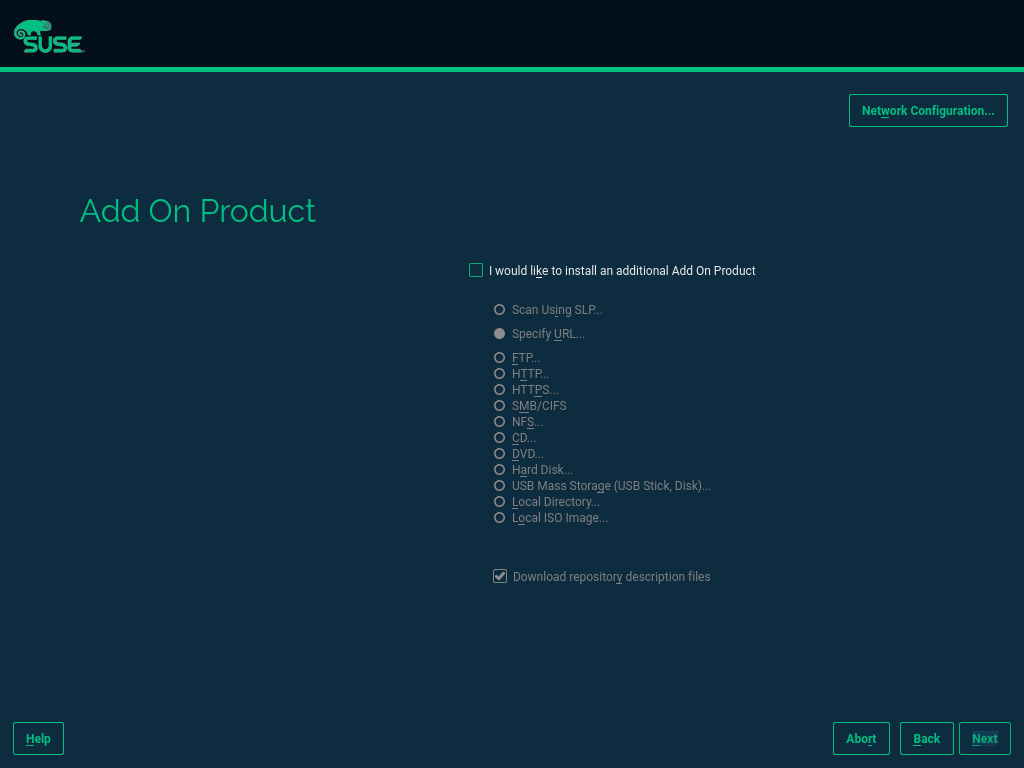 SUSE
Network Configuration...
Add On Product
I would like to install an additional Add On Product
Scan Using SLP...
Specify URL...
FTP...
HTTP...
HTTPS...
SMB/CIFS
NFS...
CD...
DVD...
Hard Disk...
USB Mass Storage (USB Stick, Disk)...
Local Directory...
Local ISO Image...
Download repository description files
Help
Abort
Back
Next